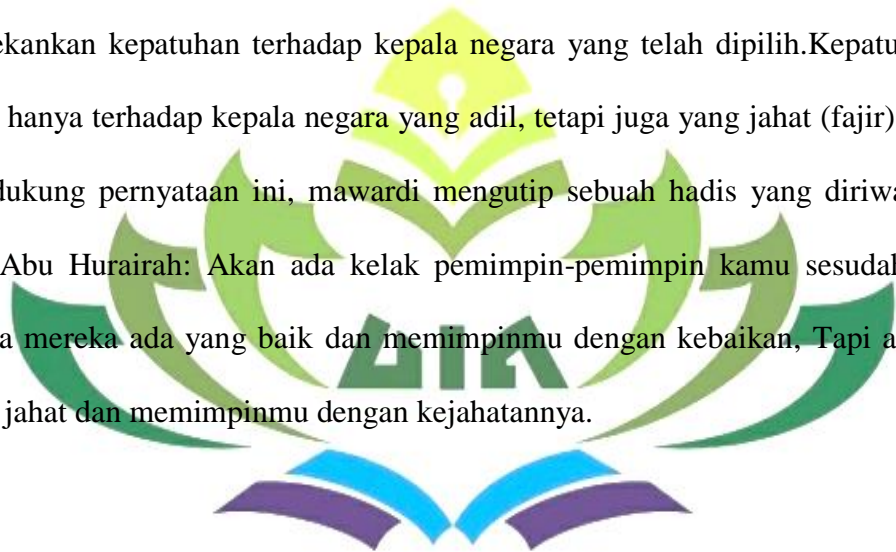 ekankan kepatuhan terhadap kepala negara yang telah dipilih.Kepatu
hanya terhadap kepala negara yang adil, tetapi juga yang jahat (fajir)
dukung pernyataan ini, mawardi mengutip sebuah hadis yang diriwa
Abu Hurairah: Akan ada kelak pemimpin-pemimpin kamu sesudal
a mereka ada yang baik dan memimpinmu dengan kebaikan, Tapi a
jahat dan memimpinmu dengan kejahatannya.